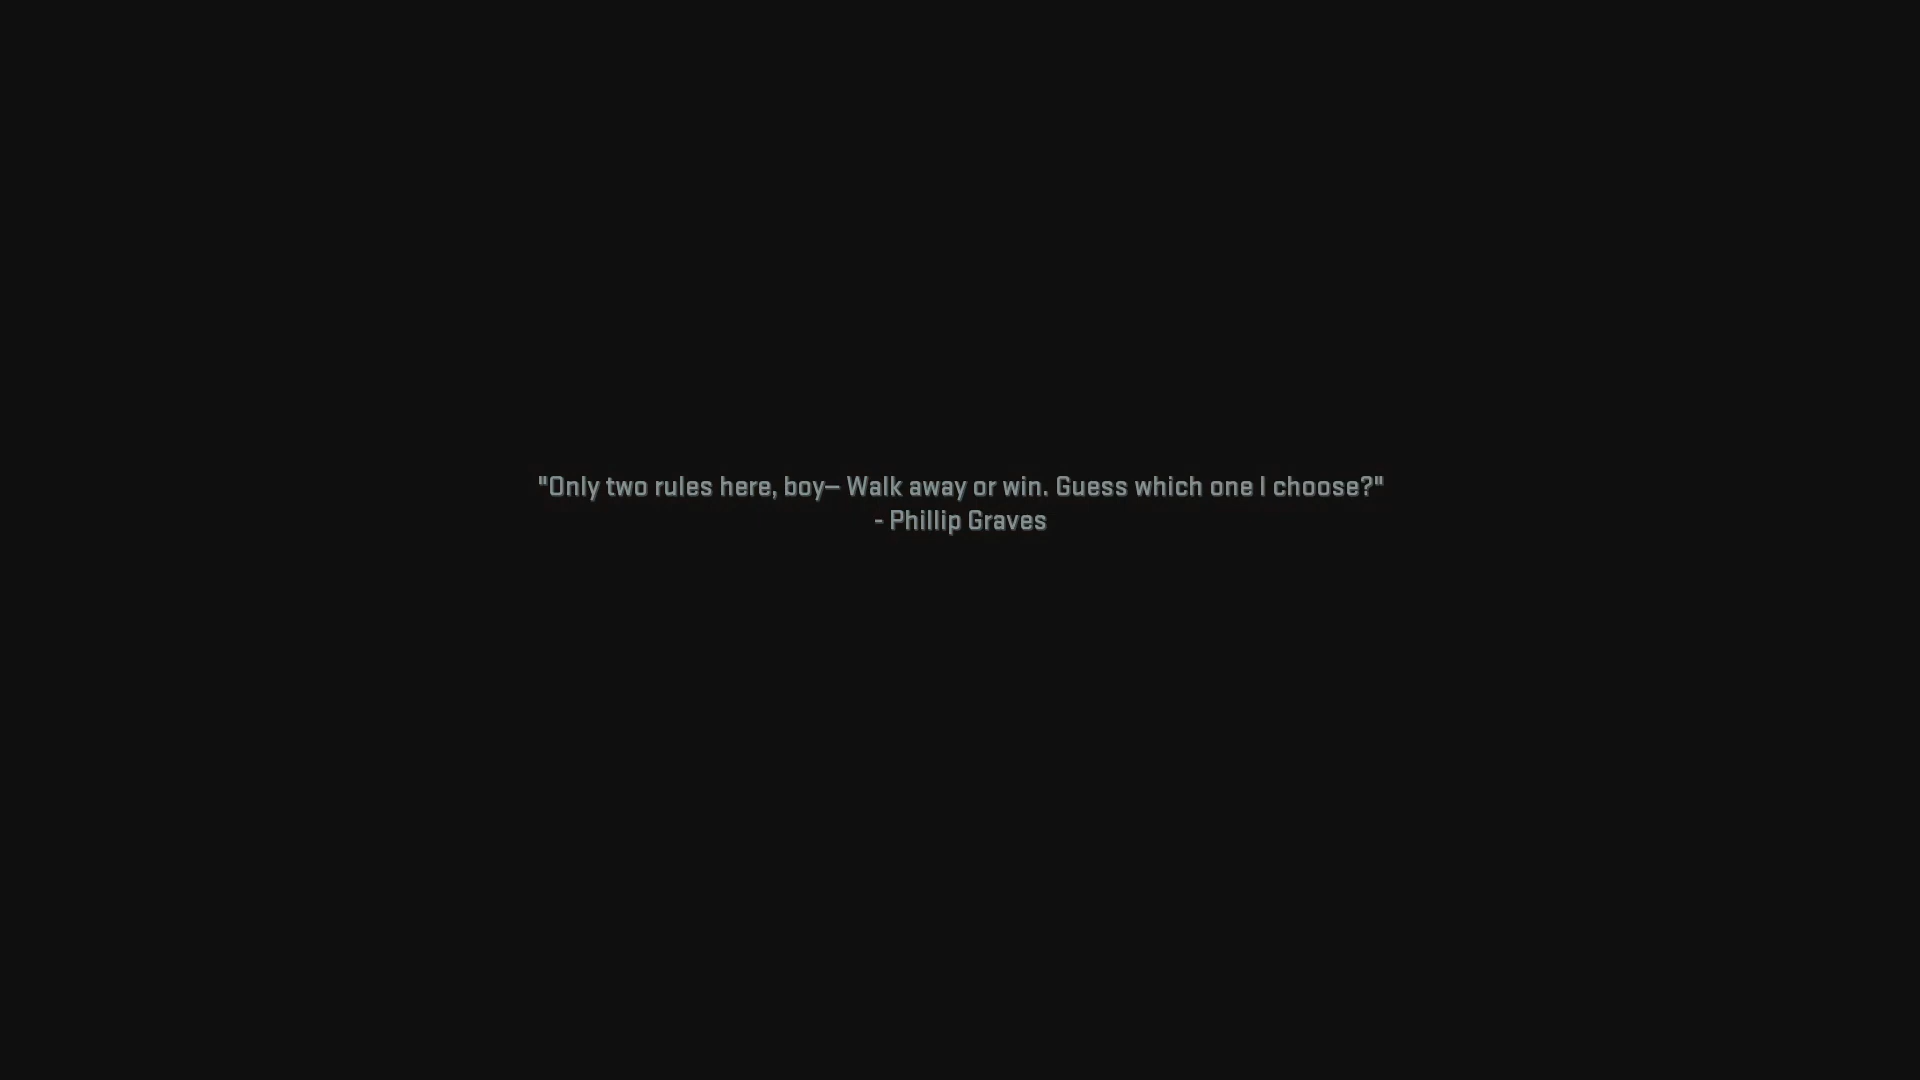 "Only two rules here, boy— Walk away or win. Guess which one I choose?"
- Phillip Graves